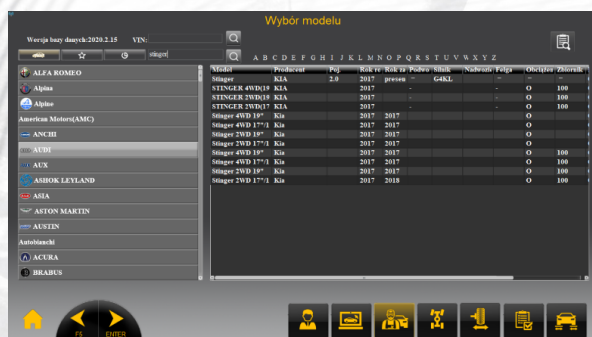 Wybór modelu
Wersja bazy danych:2020.2.15 VIN:
stinger
A B C D E F G H I J K L M N O P Q R S T U V W X Y Z
Model Producent Poj. Rok rz Rok za Podwo Silnik Nadwozie Felga Obciążen Zbiornik
Stinger KIA 2.0 2017 presen G4KL - - -
STINGER 4WD(19 KIA 2017 - - O 100
STINGER 2WD(18 KIA 2017 - - O 100
STINGER 2WD(17 KIA 2017 - - O 100
Stinger 4WD 19" Kia 2017 2017 O
Stinger 4WD 17"/1 Kia 2017 2017 O
Stinger 2WD 19" Kia 2017 2017 O
Stinger 2WD 17"/1 Kia 2017 2017 O
Stinger 4WD 19" Kia 2017 2017 O 100
Stinger 4WD 17"/1 Kia 2017 2017 O 100
Stinger 2WD 19" Kia 2017 2017 O 100
Stinger 2WD 17"/1 Kia 2017 2018 O 100
ALFA ROMEO
Alpina
Alpine
American Motors(AMC)
ANCHI
AUDI
AUX
ASHOK LEYLAND
ASIA
ASTON MARTIN
AUSTIN
Autobianchi
ACURA
BRABUS
F5 ENTER